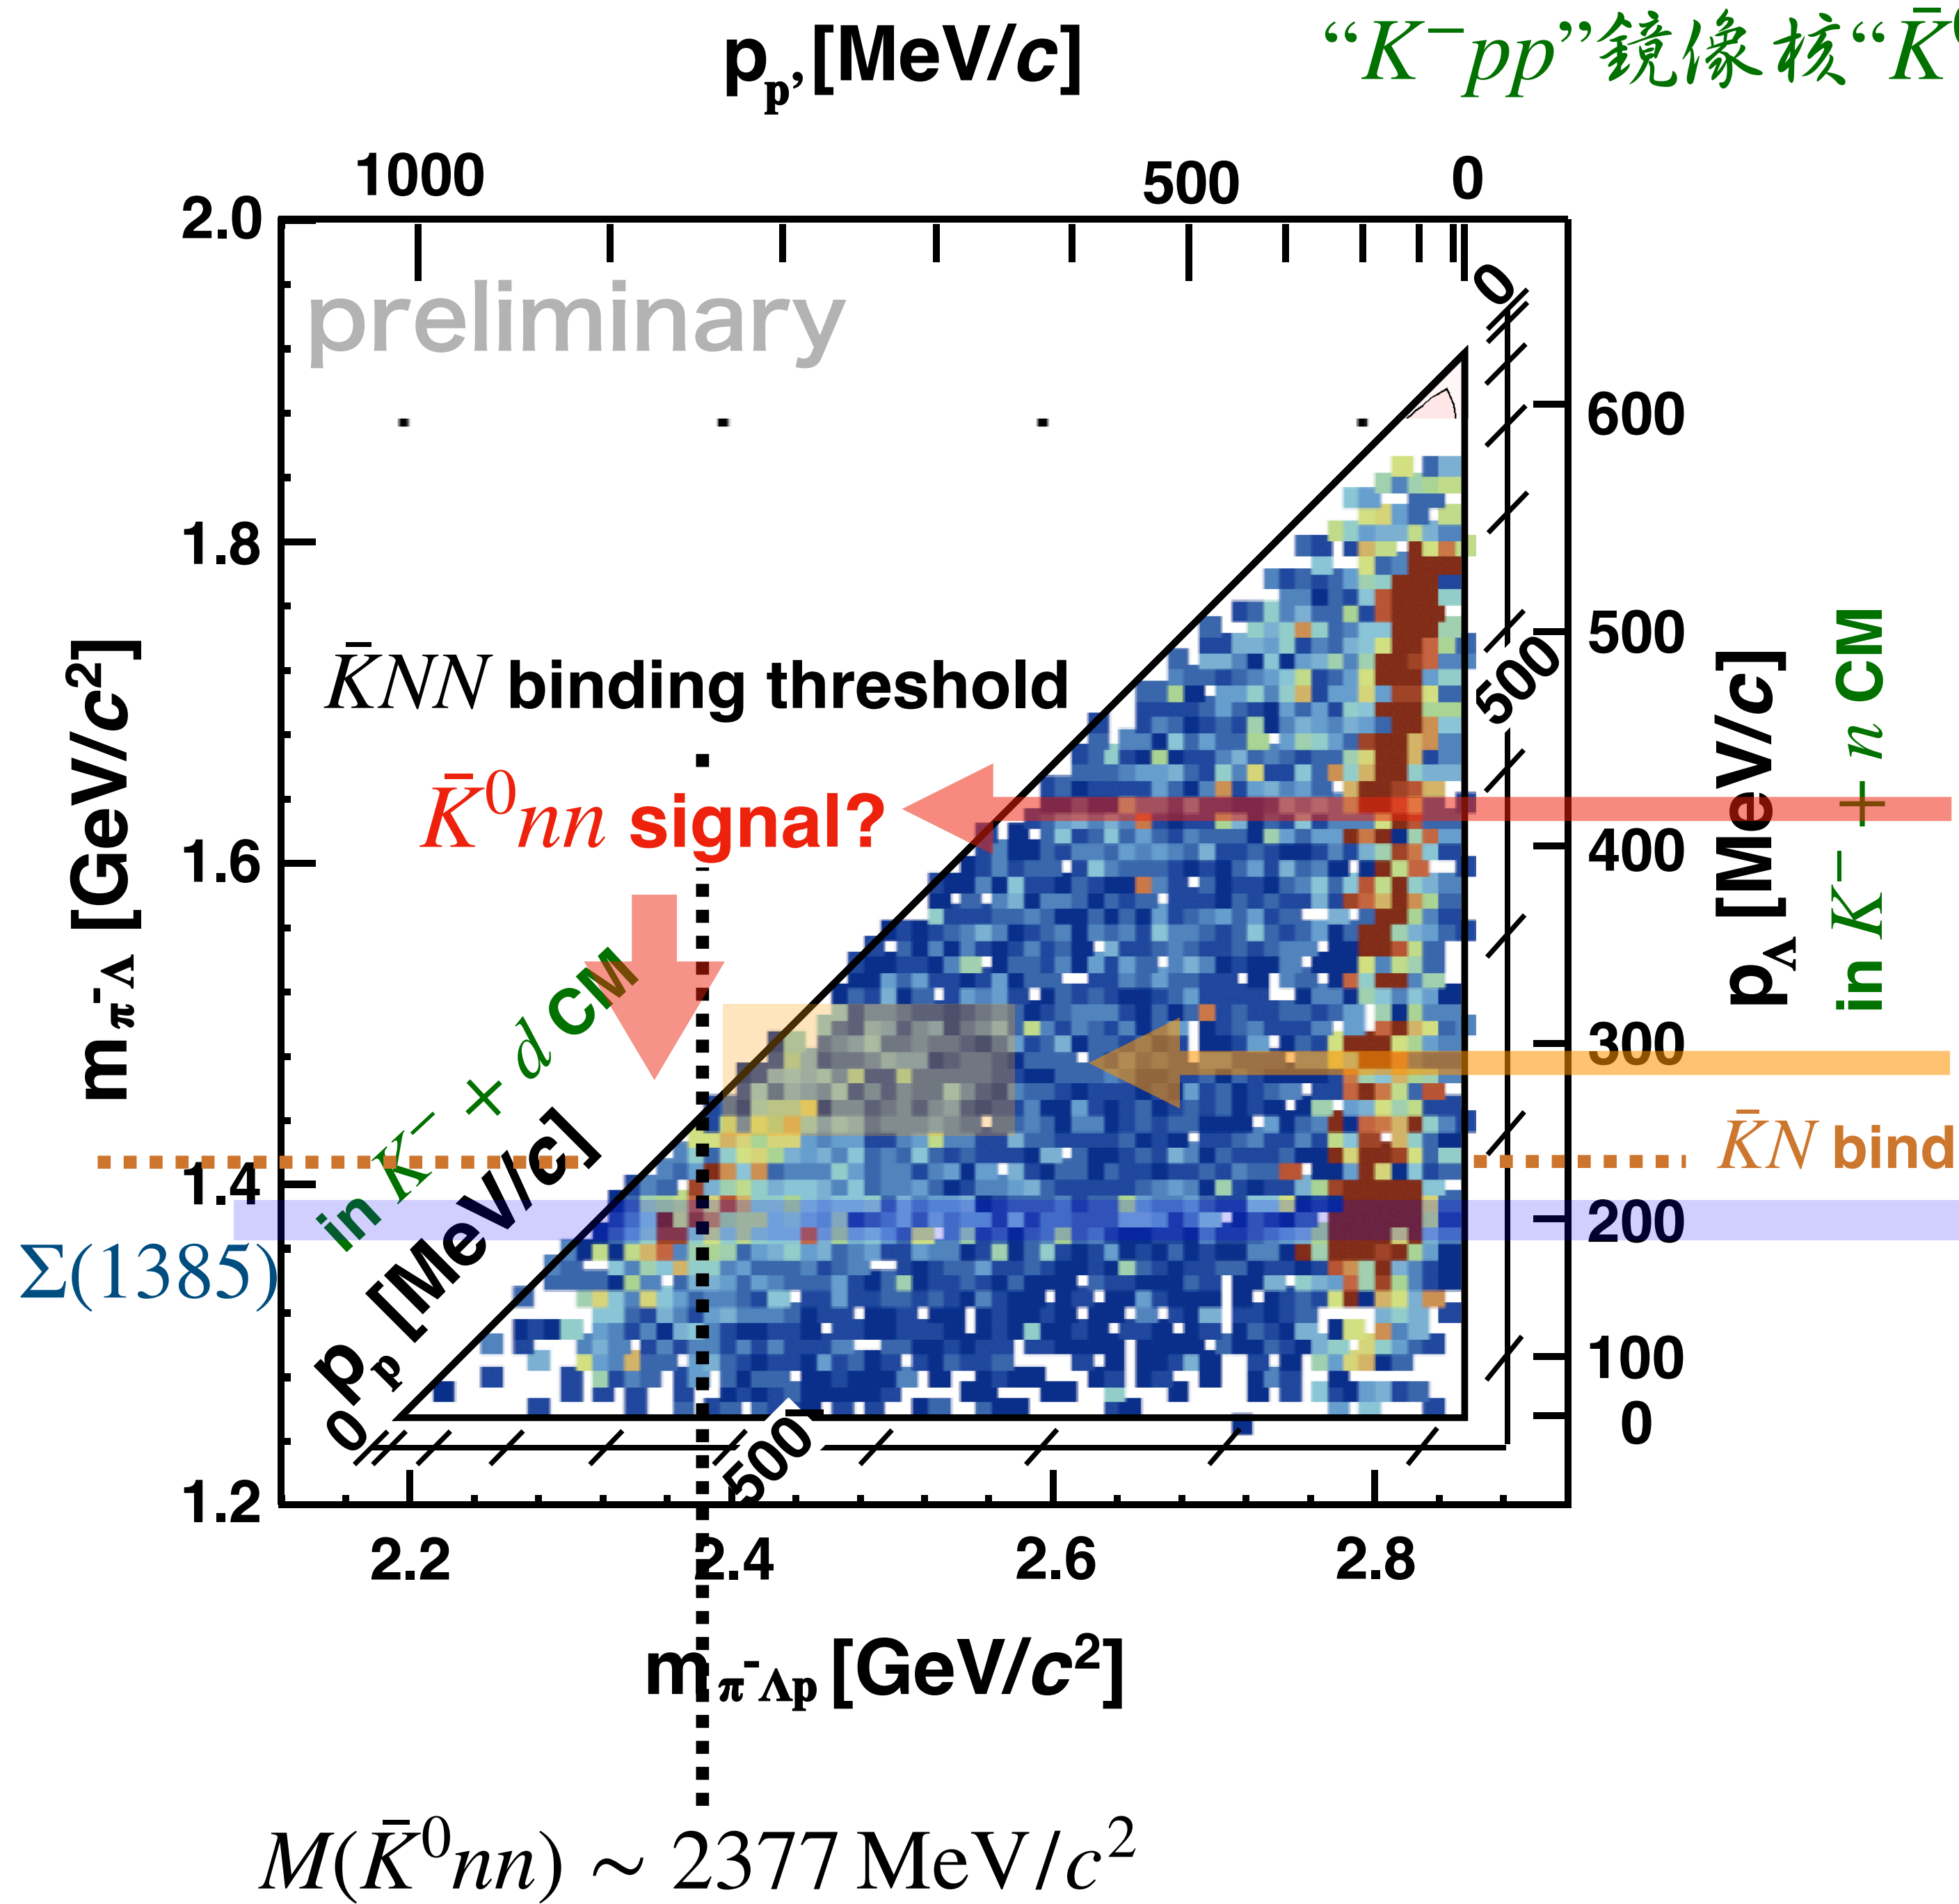 p_p' [MeV/c]
“K⁻pp”鏡像核“K̄⁰
1000 500 0
2.0
1.8
1.6
1.4
1.2
preliminary
m_π⁻Λ [GeV/c²]
K̄NN binding threshold
K̄⁰nn signal?
in K⁻ + d CM
p_p [MeV/c]
0
500
0
500
600
500
400
300
200
100
0
p_Λ [MeV/c]
in K⁻ + n CM
K̄N bind
Σ(1385)
2.2 2.4 2.6 2.8
m_π⁻Λp [GeV/c²]
M(K̄⁰nn) ~ 2377 MeV/c²